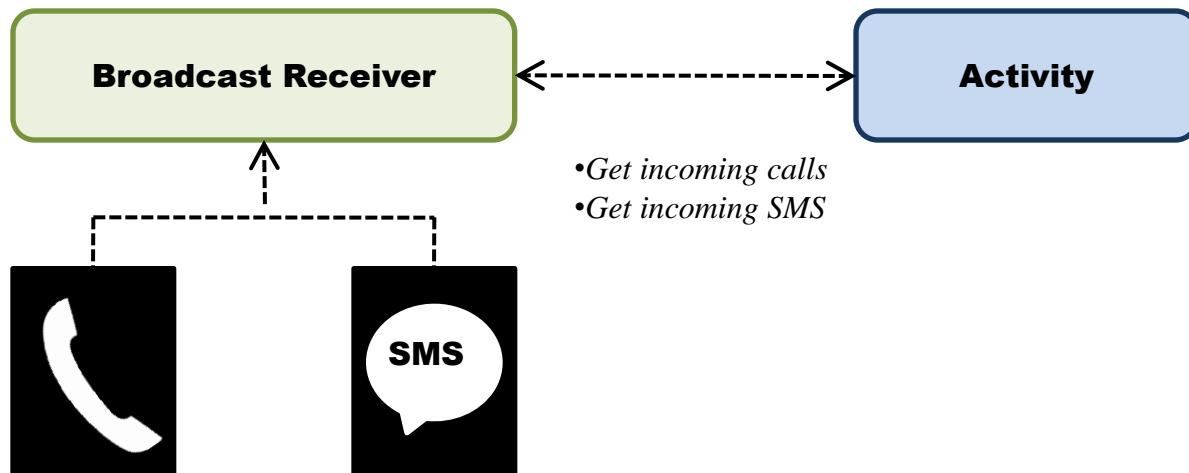 Broadcast Receiver
Activity
•Get incoming calls
•Get incoming SMS
SMS